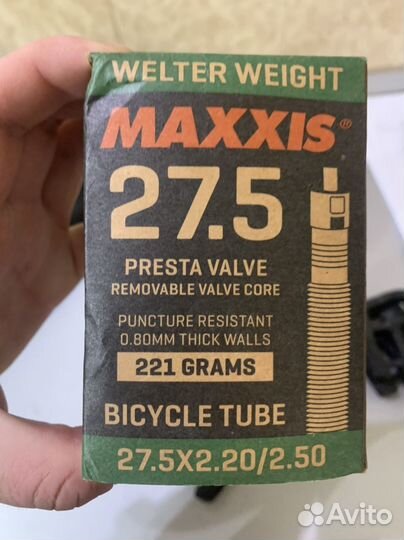 WELTER WEIGHT
MAXXIS®
27.5
PRESTA VALVE
REMOVABLE VALVE CORE
PUNCTURE RESISTANT
0.80MM THICK WALLS
221 GRAMS
BICYCLE TUBE
27.5X2.20/2.50
Avito